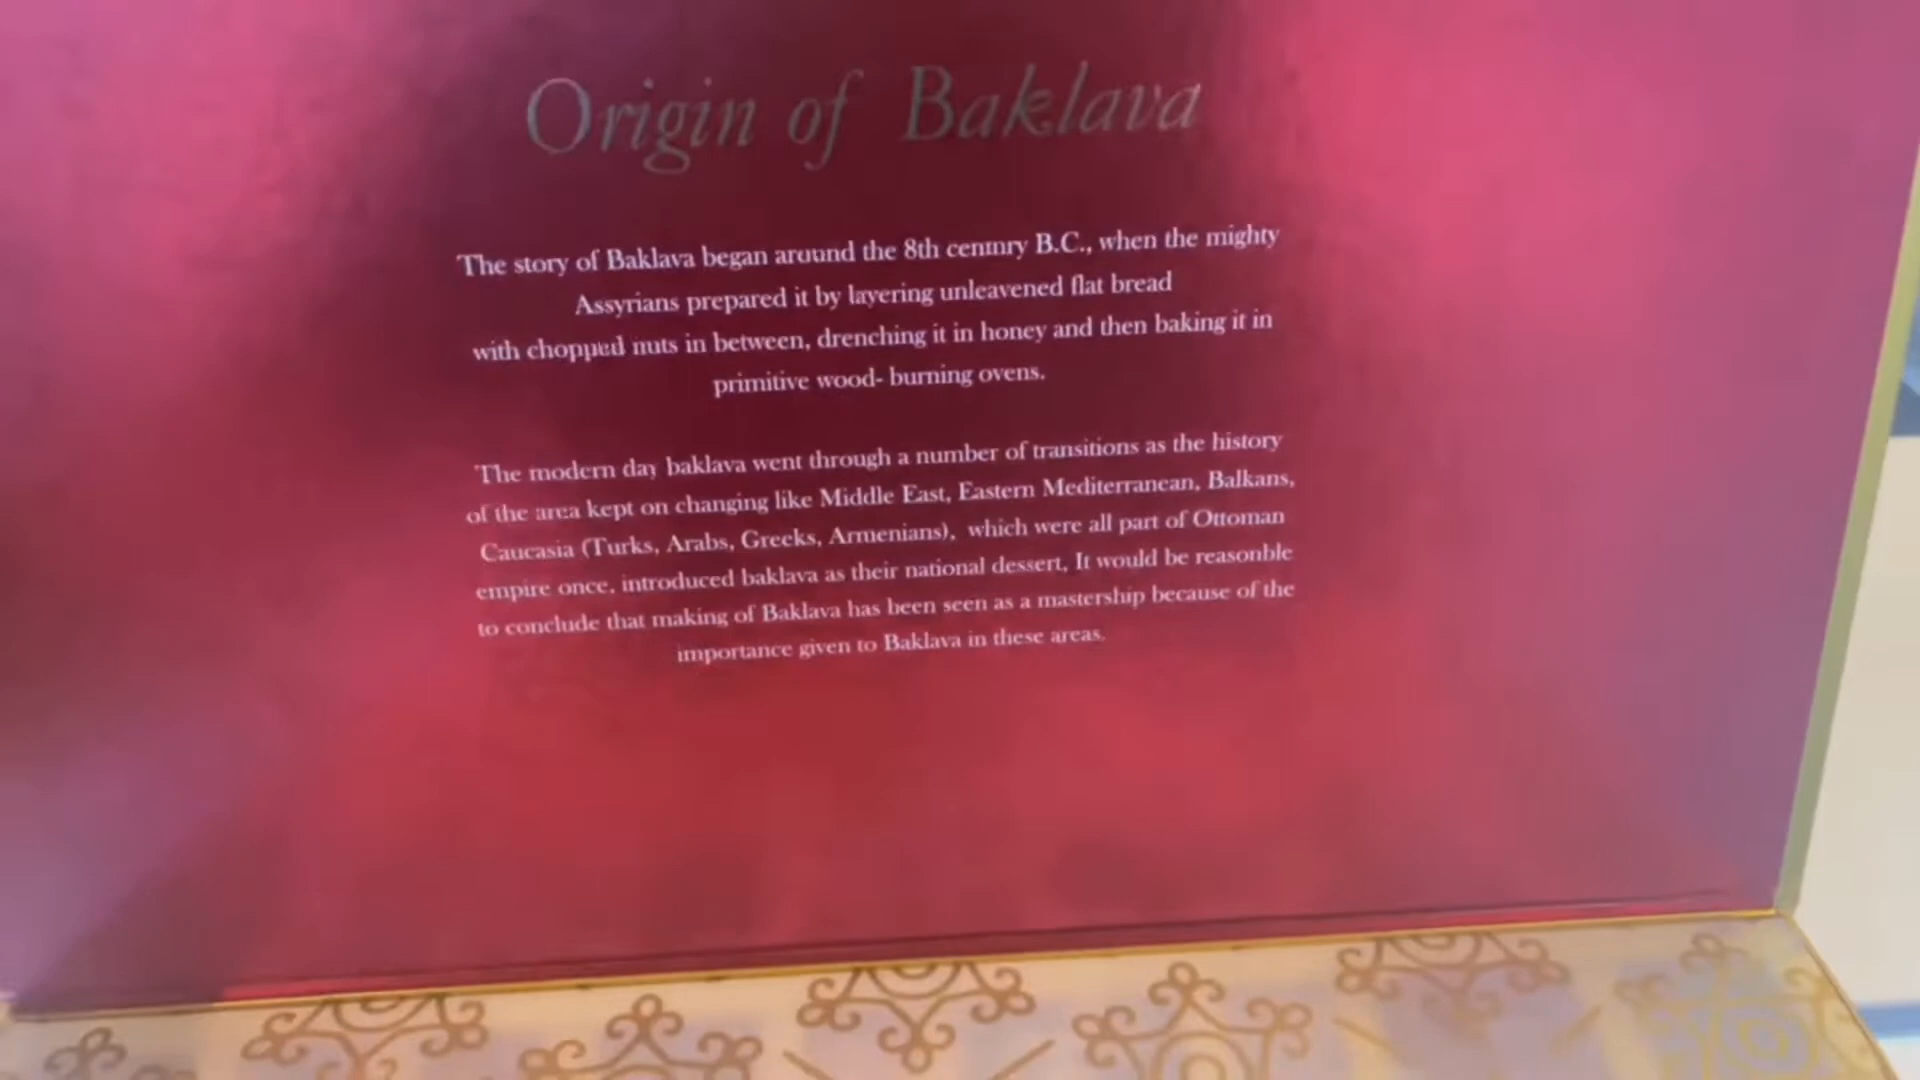 Origin of Baklava
The story of Baklava began around the 8th century B.C., when the mighty
Assyrians prepared it by layering unleavened flat bread
with chopped nuts in between, drenching it in honey and then baking it in
primitive wood- burning ovens.
The modern day baklava went through a number of transitions as the history
of the area kept on changing like Middle East, Eastern Mediterranean, Balkans,
Caucasia (Turks, Arabs, Greeks, Armenians), which were all part of Ottoman
empire once, introduced baklava as their national dessert, It would be reasonble
to conclude that making of Baklava has been seen as a mastership because of the
importance given to Baklava in these areas.